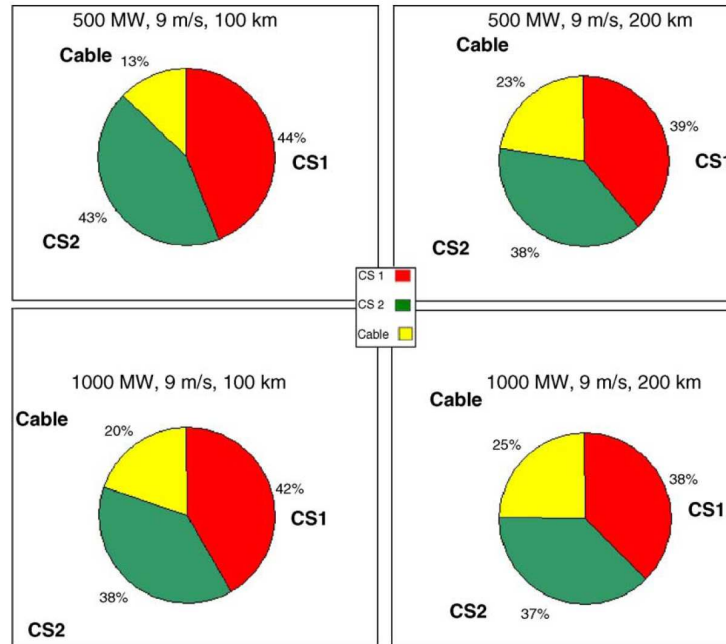 500 MW, 9 m/s, 100 km
Cable
13%
44%
CS1
43%
CS2
500 MW, 9 m/s, 200 km
Cable
23%
39%
CS1
CS2
38%
CS 1
CS 2
Cable
1000 MW, 9 m/s, 100 km
Cable
20%
42%
CS1
38%
CS2
1000 MW, 9 m/s, 200 km
Cable
25%
38%
CS1
CS2
37%